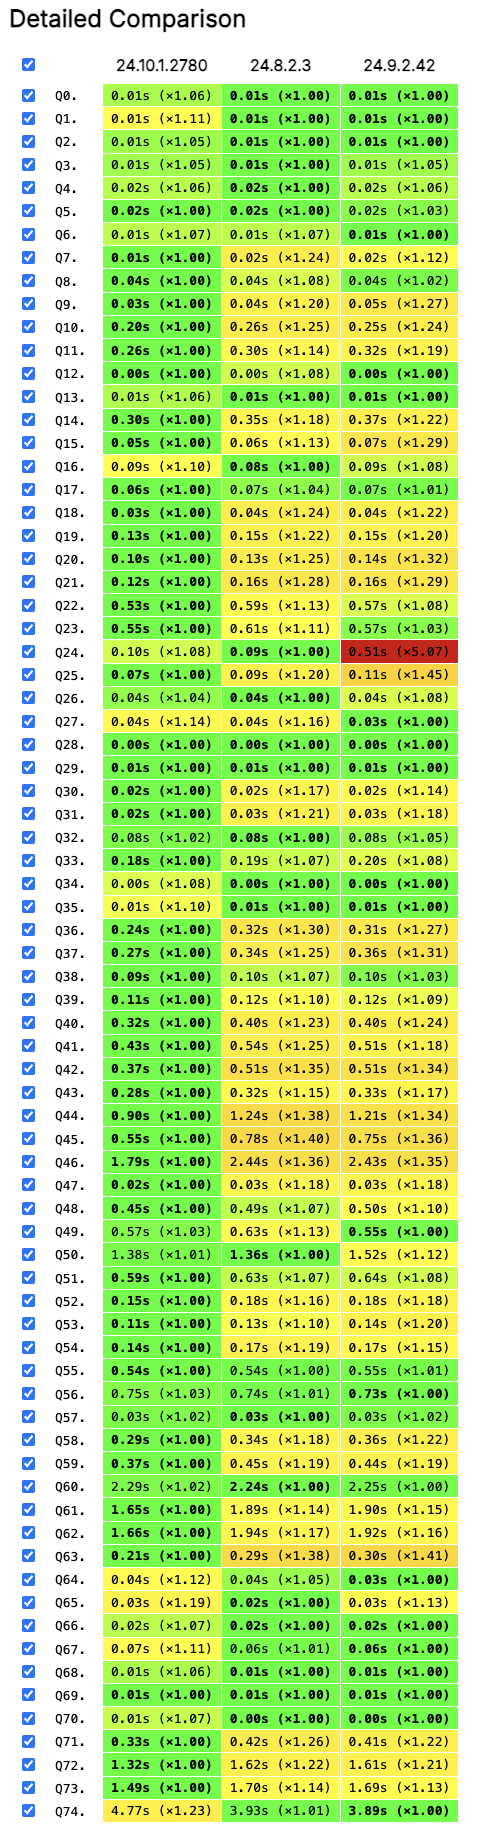 Detailed Comparison
24.10.1.2780 24.8.2.3 24.9.2.42
Q0. 0.01s (×1.06) 0.01s (×1.00) 0.01s (×1.00)
Q1. 0.01s (×1.11) 0.01s (×1.00) 0.01s (×1.00)
Q2. 0.01s (×1.05) 0.01s (×1.00) 0.01s (×1.00)
Q3. 0.01s (×1.05) 0.01s (×1.00) 0.01s (×1.05)
Q4. 0.02s (×1.06) 0.02s (×1.00) 0.02s (×1.06)
Q5. 0.02s (×1.00) 0.02s (×1.00) 0.02s (×1.03)
Q6. 0.01s (×1.07) 0.01s (×1.07) 0.01s (×1.00)
Q7. 0.01s (×1.00) 0.02s (×1.24) 0.02s (×1.12)
Q8. 0.04s (×1.00) 0.04s (×1.08) 0.04s (×1.02)
Q9. 0.03s (×1.00) 0.04s (×1.20) 0.05s (×1.27)
Q10. 0.20s (×1.00) 0.26s (×1.25) 0.25s (×1.24)
Q11. 0.26s (×1.00) 0.30s (×1.14) 0.32s (×1.19)
Q12. 0.00s (×1.00) 0.00s (×1.08) 0.00s (×1.00)
Q13. 0.01s (×1.06) 0.01s (×1.00) 0.01s (×1.00)
Q14. 0.30s (×1.00) 0.35s (×1.18) 0.37s (×1.22)
Q15. 0.05s (×1.00) 0.06s (×1.13) 0.07s (×1.29)
Q16. 0.09s (×1.10) 0.08s (×1.00) 0.09s (×1.08)
Q17. 0.06s (×1.00) 0.07s (×1.04) 0.07s (×1.01)
Q18. 0.03s (×1.00) 0.04s (×1.24) 0.04s (×1.22)
Q19. 0.13s (×1.00) 0.15s (×1.22) 0.15s (×1.20)
Q20. 0.10s (×1.00) 0.13s (×1.25) 0.14s (×1.32)
Q21. 0.12s (×1.00) 0.16s (×1.28) 0.16s (×1.29)
Q22. 0.53s (×1.00) 0.59s (×1.13) 0.57s (×1.08)
Q23. 0.55s (×1.00) 0.61s (×1.11) 0.57s (×1.03)
Q24. 0.10s (×1.08) 0.09s (×1.00) 0.51s (×5.07)
Q25. 0.07s (×1.00) 0.09s (×1.20) 0.11s (×1.45)
Q26. 0.04s (×1.04) 0.04s (×1.00) 0.04s (×1.08)
Q27. 0.04s (×1.14) 0.04s (×1.16) 0.03s (×1.00)
Q28. 0.00s (×1.00) 0.00s (×1.00) 0.00s (×1.00)
Q29. 0.01s (×1.00) 0.01s (×1.00) 0.01s (×1.00)
Q30. 0.02s (×1.00) 0.02s (×1.17) 0.02s (×1.14)
Q31. 0.02s (×1.00) 0.03s (×1.21) 0.03s (×1.18)
Q32. 0.08s (×1.02) 0.08s (×1.00) 0.08s (×1.05)
Q33. 0.18s (×1.00) 0.19s (×1.07) 0.20s (×1.08)
Q34. 0.00s (×1.08) 0.00s (×1.00) 0.00s (×1.00)
Q35. 0.01s (×1.10) 0.01s (×1.00) 0.01s (×1.00)
Q36. 0.24s (×1.00) 0.32s (×1.30) 0.31s (×1.27)
Q37. 0.27s (×1.00) 0.34s (×1.25) 0.36s (×1.31)
Q38. 0.09s (×1.00) 0.10s (×1.07) 0.10s (×1.03)
Q39. 0.11s (×1.00) 0.12s (×1.10) 0.12s (×1.09)
Q40. 0.32s (×1.00) 0.40s (×1.23) 0.40s (×1.24)
Q41. 0.43s (×1.00) 0.54s (×1.25) 0.51s (×1.18)
Q42. 0.37s (×1.00) 0.51s (×1.35) 0.51s (×1.34)
Q43. 0.28s (×1.00) 0.32s (×1.15) 0.33s (×1.17)
Q44. 0.90s (×1.00) 1.24s (×1.38) 1.21s (×1.34)
Q45. 0.55s (×1.00) 0.78s (×1.40) 0.75s (×1.36)
Q46. 1.79s (×1.00) 2.44s (×1.36) 2.43s (×1.35)
Q47. 0.02s (×1.00) 0.03s (×1.18) 0.03s (×1.18)
Q48. 0.45s (×1.00) 0.49s (×1.07) 0.50s (×1.10)
Q49. 0.57s (×1.03) 0.63s (×1.13) 0.55s (×1.00)
Q50. 1.38s (×1.01) 1.36s (×1.00) 1.52s (×1.12)
Q51. 0.59s (×1.00) 0.63s (×1.07) 0.64s (×1.08)
Q52. 0.15s (×1.00) 0.18s (×1.16) 0.18s (×1.18)
Q53. 0.11s (×1.00) 0.13s (×1.10) 0.14s (×1.20)
Q54. 0.14s (×1.00) 0.17s (×1.19) 0.17s (×1.15)
Q55. 0.54s (×1.00) 0.54s (×1.00) 0.55s (×1.01)
Q56. 0.75s (×1.03) 0.74s (×1.01) 0.73s (×1.00)
Q57. 0.03s (×1.02) 0.03s (×1.00) 0.03s (×1.02)
Q58. 0.29s (×1.00) 0.34s (×1.18) 0.36s (×1.22)
Q59. 0.37s (×1.00) 0.45s (×1.19) 0.44s (×1.19)
Q60. 2.29s (×1.02) 2.24s (×1.00) 2.25s (×1.00)
Q61. 1.65s (×1.00) 1.89s (×1.14) 1.90s (×1.15)
Q62. 1.66s (×1.00) 1.94s (×1.17) 1.92s (×1.16)
Q63. 0.21s (×1.00) 0.29s (×1.38) 0.30s (×1.41)
Q64. 0.04s (×1.12) 0.04s (×1.05) 0.03s (×1.00)
Q65. 0.03s (×1.19) 0.02s (×1.00) 0.03s (×1.13)
Q66. 0.02s (×1.07) 0.02s (×1.00) 0.02s (×1.00)
Q67. 0.07s (×1.11) 0.06s (×1.01) 0.06s (×1.00)
Q68. 0.01s (×1.06) 0.01s (×1.00) 0.01s (×1.00)
Q69. 0.01s (×1.00) 0.01s (×1.00) 0.01s (×1.00)
Q70. 0.01s (×1.07) 0.00s (×1.00) 0.00s (×1.00)
Q71. 0.33s (×1.00) 0.42s (×1.26) 0.41s (×1.22)
Q72. 1.32s (×1.00) 1.62s (×1.22) 1.61s (×1.21)
Q73. 1.49s (×1.00) 1.70s (×1.14) 1.69s (×1.13)
Q74. 4.77s (×1.23) 3.93s (×1.01) 3.89s (×1.00)